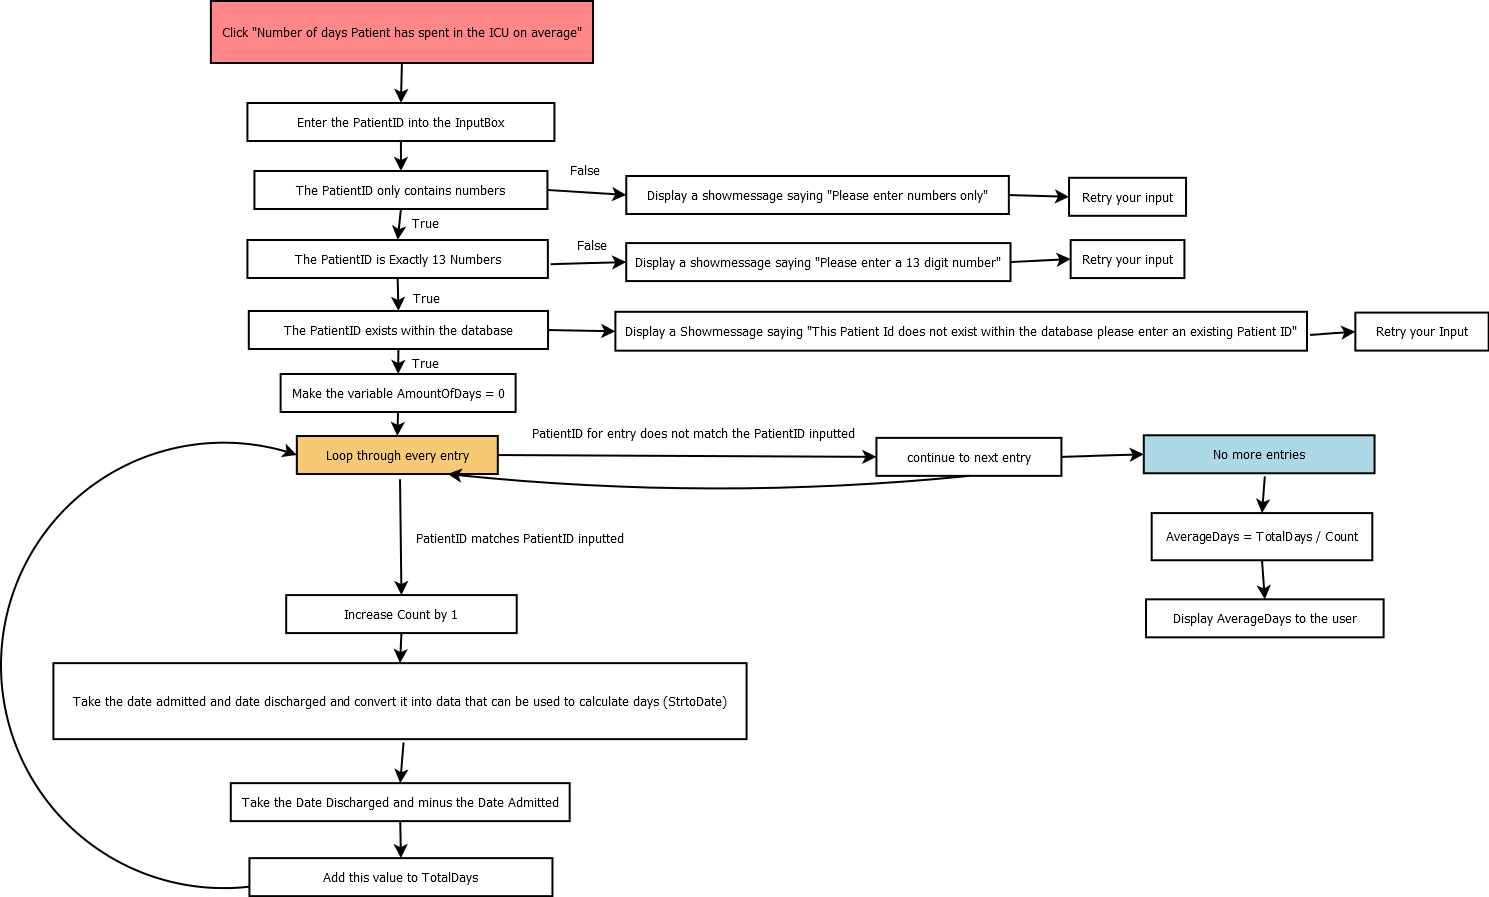 Click "Number of days Patient has spent in the ICU on average"
Enter the PatientID into the InputBox
The PatientID only contains numbers
False
Display a showmessage saying "Please enter numbers only"
Retry your input
True
The PatientID is Exactly 13 Numbers
False
Display a showmessage saying "Please enter a 13 digit number"
Retry your input
True
The PatientID exists within the database
Display a Showmessage saying "This Patient Id does not exist within the database please enter an existing Patient ID"
Retry your Input
True
Make the variable AmountOfDays = 0
Loop through every entry
PatientID for entry does not match the PatientID inputted
continue to next entry
No more entries
AverageDays = TotalDays / Count
Display AverageDays to the user
PatientID matches PatientID inputted
Increase Count by 1
Take the date admitted and date discharged and convert it into data that can be used to calculate days (StrtoDate)
Take the Date Discharged and minus the Date Admitted
Add this value to TotalDays